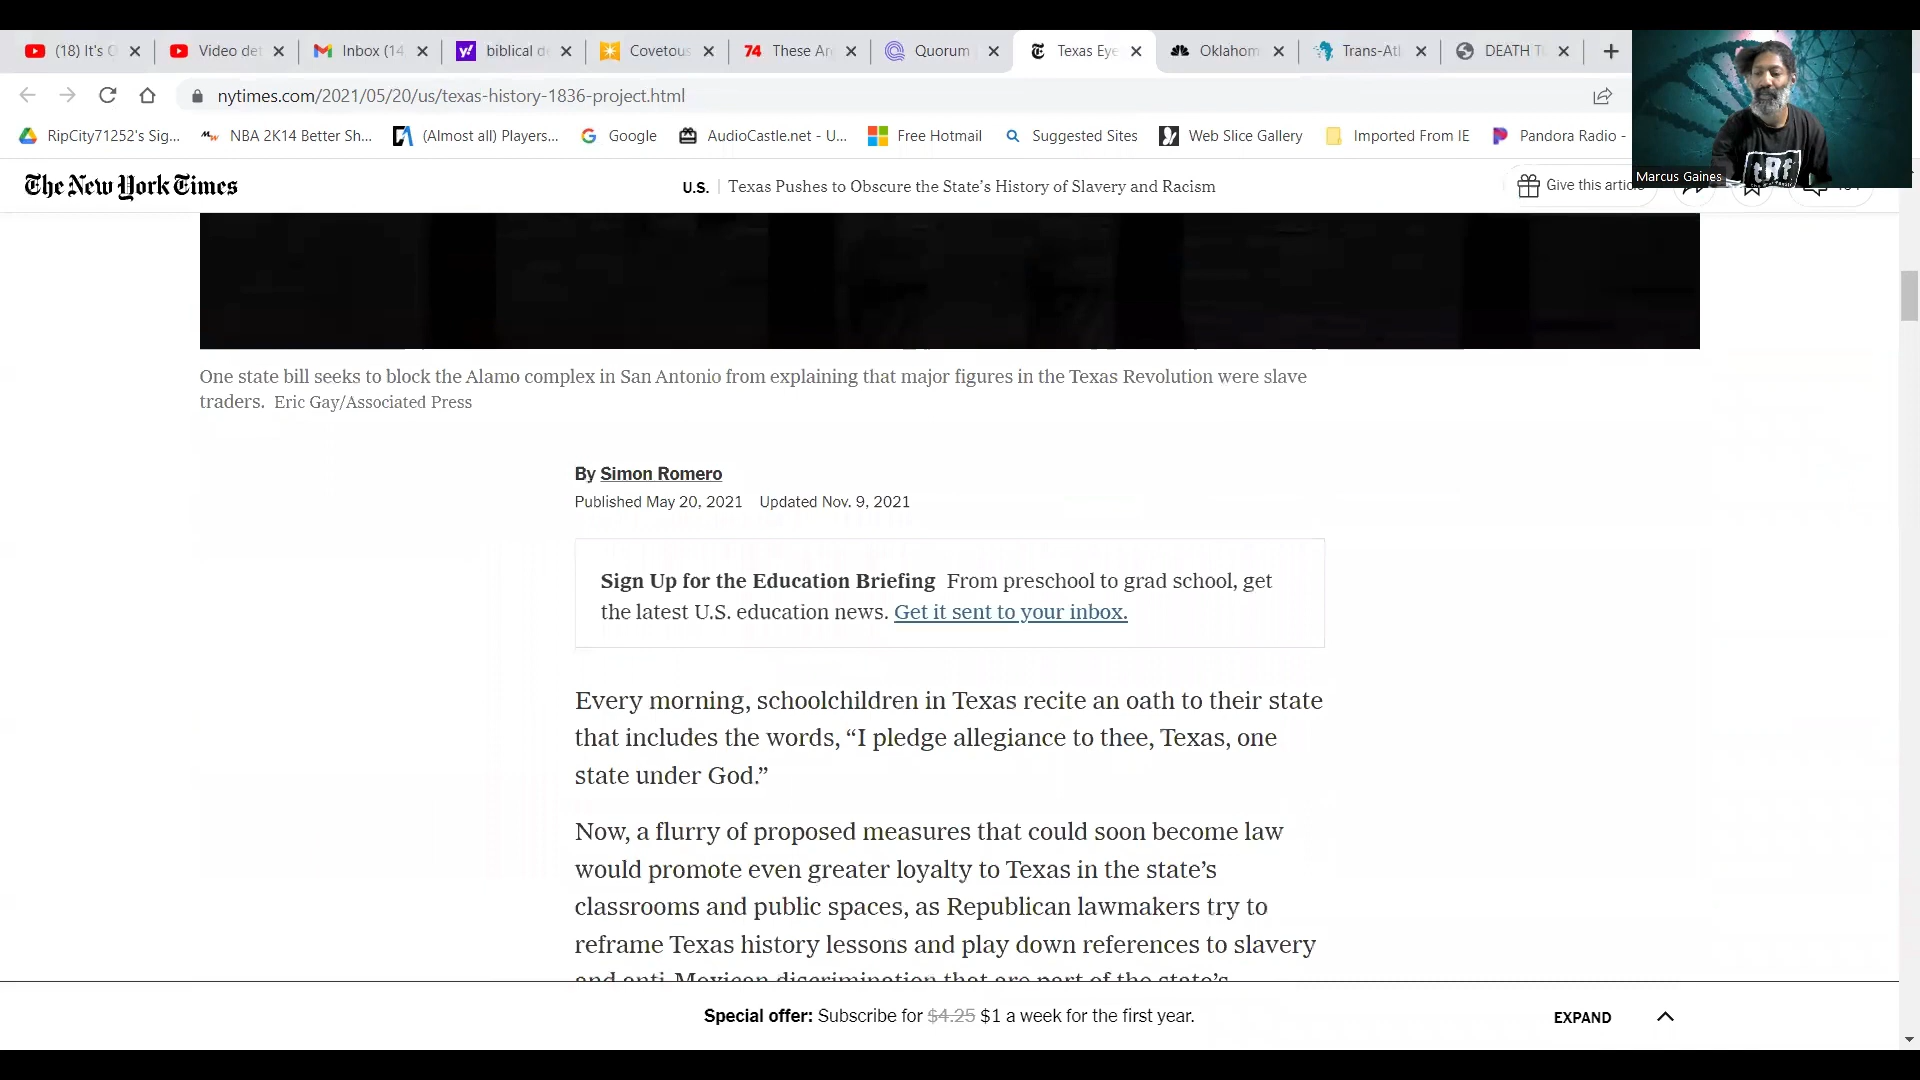 (18) It's
Video de
Inbox (14
biblical d
Covetous
74 These Ar
Quorum
Texas Eye
Oklahom
Trans-Atl
DEATH T
nytimes.com/2021/05/20/us/texas-history-1836-project.html
RipCity71252's Sig...
NBA 2K14 Better Sh...
(Almost all) Players...
Google
AudioCastle.net - U...
Free Hotmail
Suggested Sites
Web Slice Gallery
Imported From IE
Pandora Radio -
Marcus Gaines
tRf
The New York Times
U.S. | Texas Pushes to Obscure the State's History of Slavery and Racism
Give this article
One state bill seeks to block the Alamo complex in San Antonio from explaining that major figures in the Texas Revolution were slave
traders. Eric Gay/Associated Press
By Simon Romero
Published May 20, 2021 Updated Nov. 9, 2021
Sign Up for the Education Briefing From preschool to grad school, get
the latest U.S. education news. Get it sent to your inbox.
Every morning, schoolchildren in Texas recite an oath to their state
that includes the words, “I pledge allegiance to thee, Texas, one
state under God.”
Now, a flurry of proposed measures that could soon become law
would promote even greater loyalty to Texas in the state’s
classrooms and public spaces, as Republican lawmakers try to
reframe Texas history lessons and play down references to slavery
and anti-Mexican discrimination that are part of the state’s
Special offer: Subscribe for $4.25 $1 a week for the first year.
EXPAND